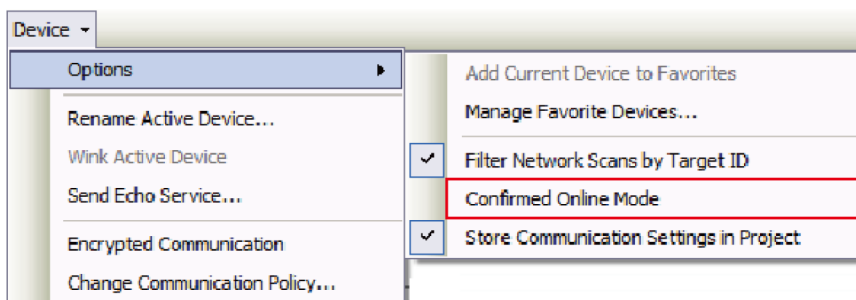 Device
Options
Rename Active Device...
Wink Active Device
Send Echo Service...
Encrypted Communication
Change Communication Policy...
Add Current Device to Favorites
Manage Favorite Devices...
Filter Network Scans by Target ID
Confirmed Online Mode
Store Communication Settings in Project